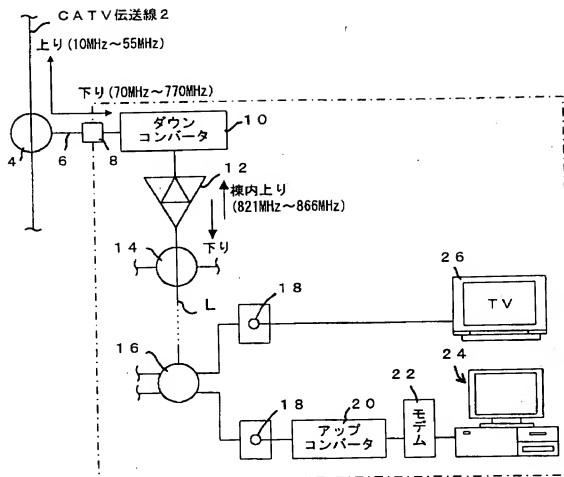 CATV伝送線2
上り(10MHz~55MHz)
下り(70MHz~770MHz)
ダウン
コンバータ
10
4
6
8
12
棟内上り
(821MHz~866MHz)
14
下り
L
18
26
TV
16
24
22
18
20
アップ
コンバータ
モデム